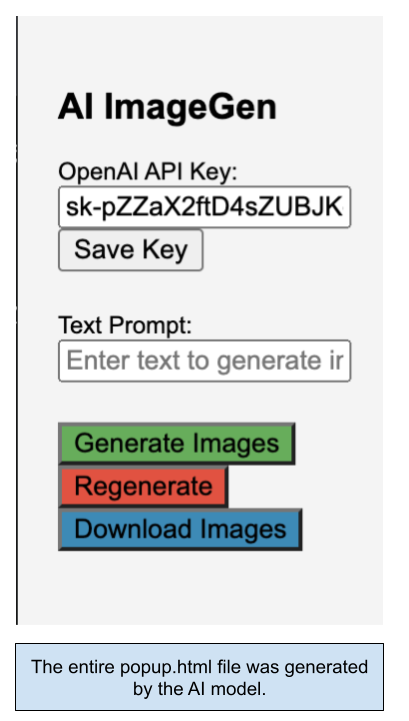 AI ImageGen
OpenAI API Key:
sk-pZZaX2ftD4sZUBJK
Save Key
Text Prompt:
Enter text to generate ir
Generate Images
Regenerate
Download Images
The entire popup.html file was generated
by the AI model.